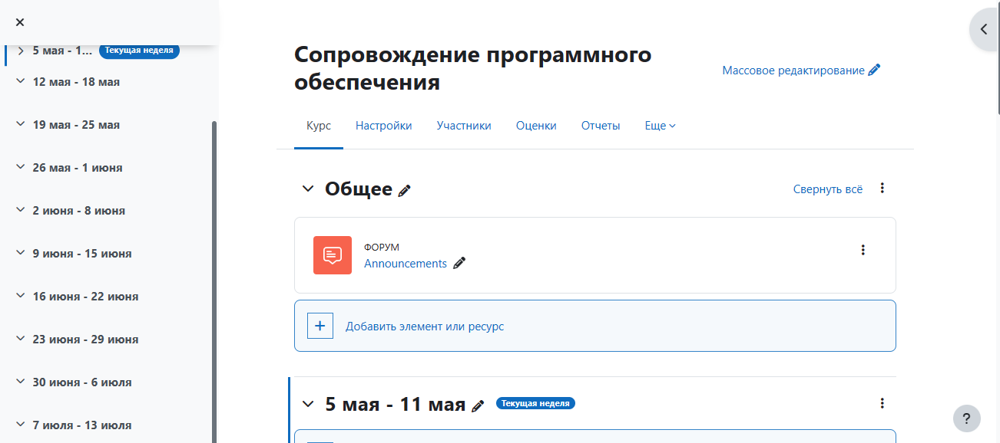 5 мая - 1... Текущая неделя
12 мая - 18 мая
19 мая - 25 мая
26 мая - 1 июня
2 июня - 8 июня
9 июня - 15 июня
16 июня - 22 июня
23 июня - 29 июня
30 июня - 6 июля
7 июля - 13 июля
Сопровождение программного
обеспечения
Массовое редактирование
Курс Настройки Участники Оценки Отчеты Еще
Общее
Свернуть всё
ФОРУМ
Announcements
Добавить элемент или ресурс
5 мая - 11 мая Текущая неделя
?